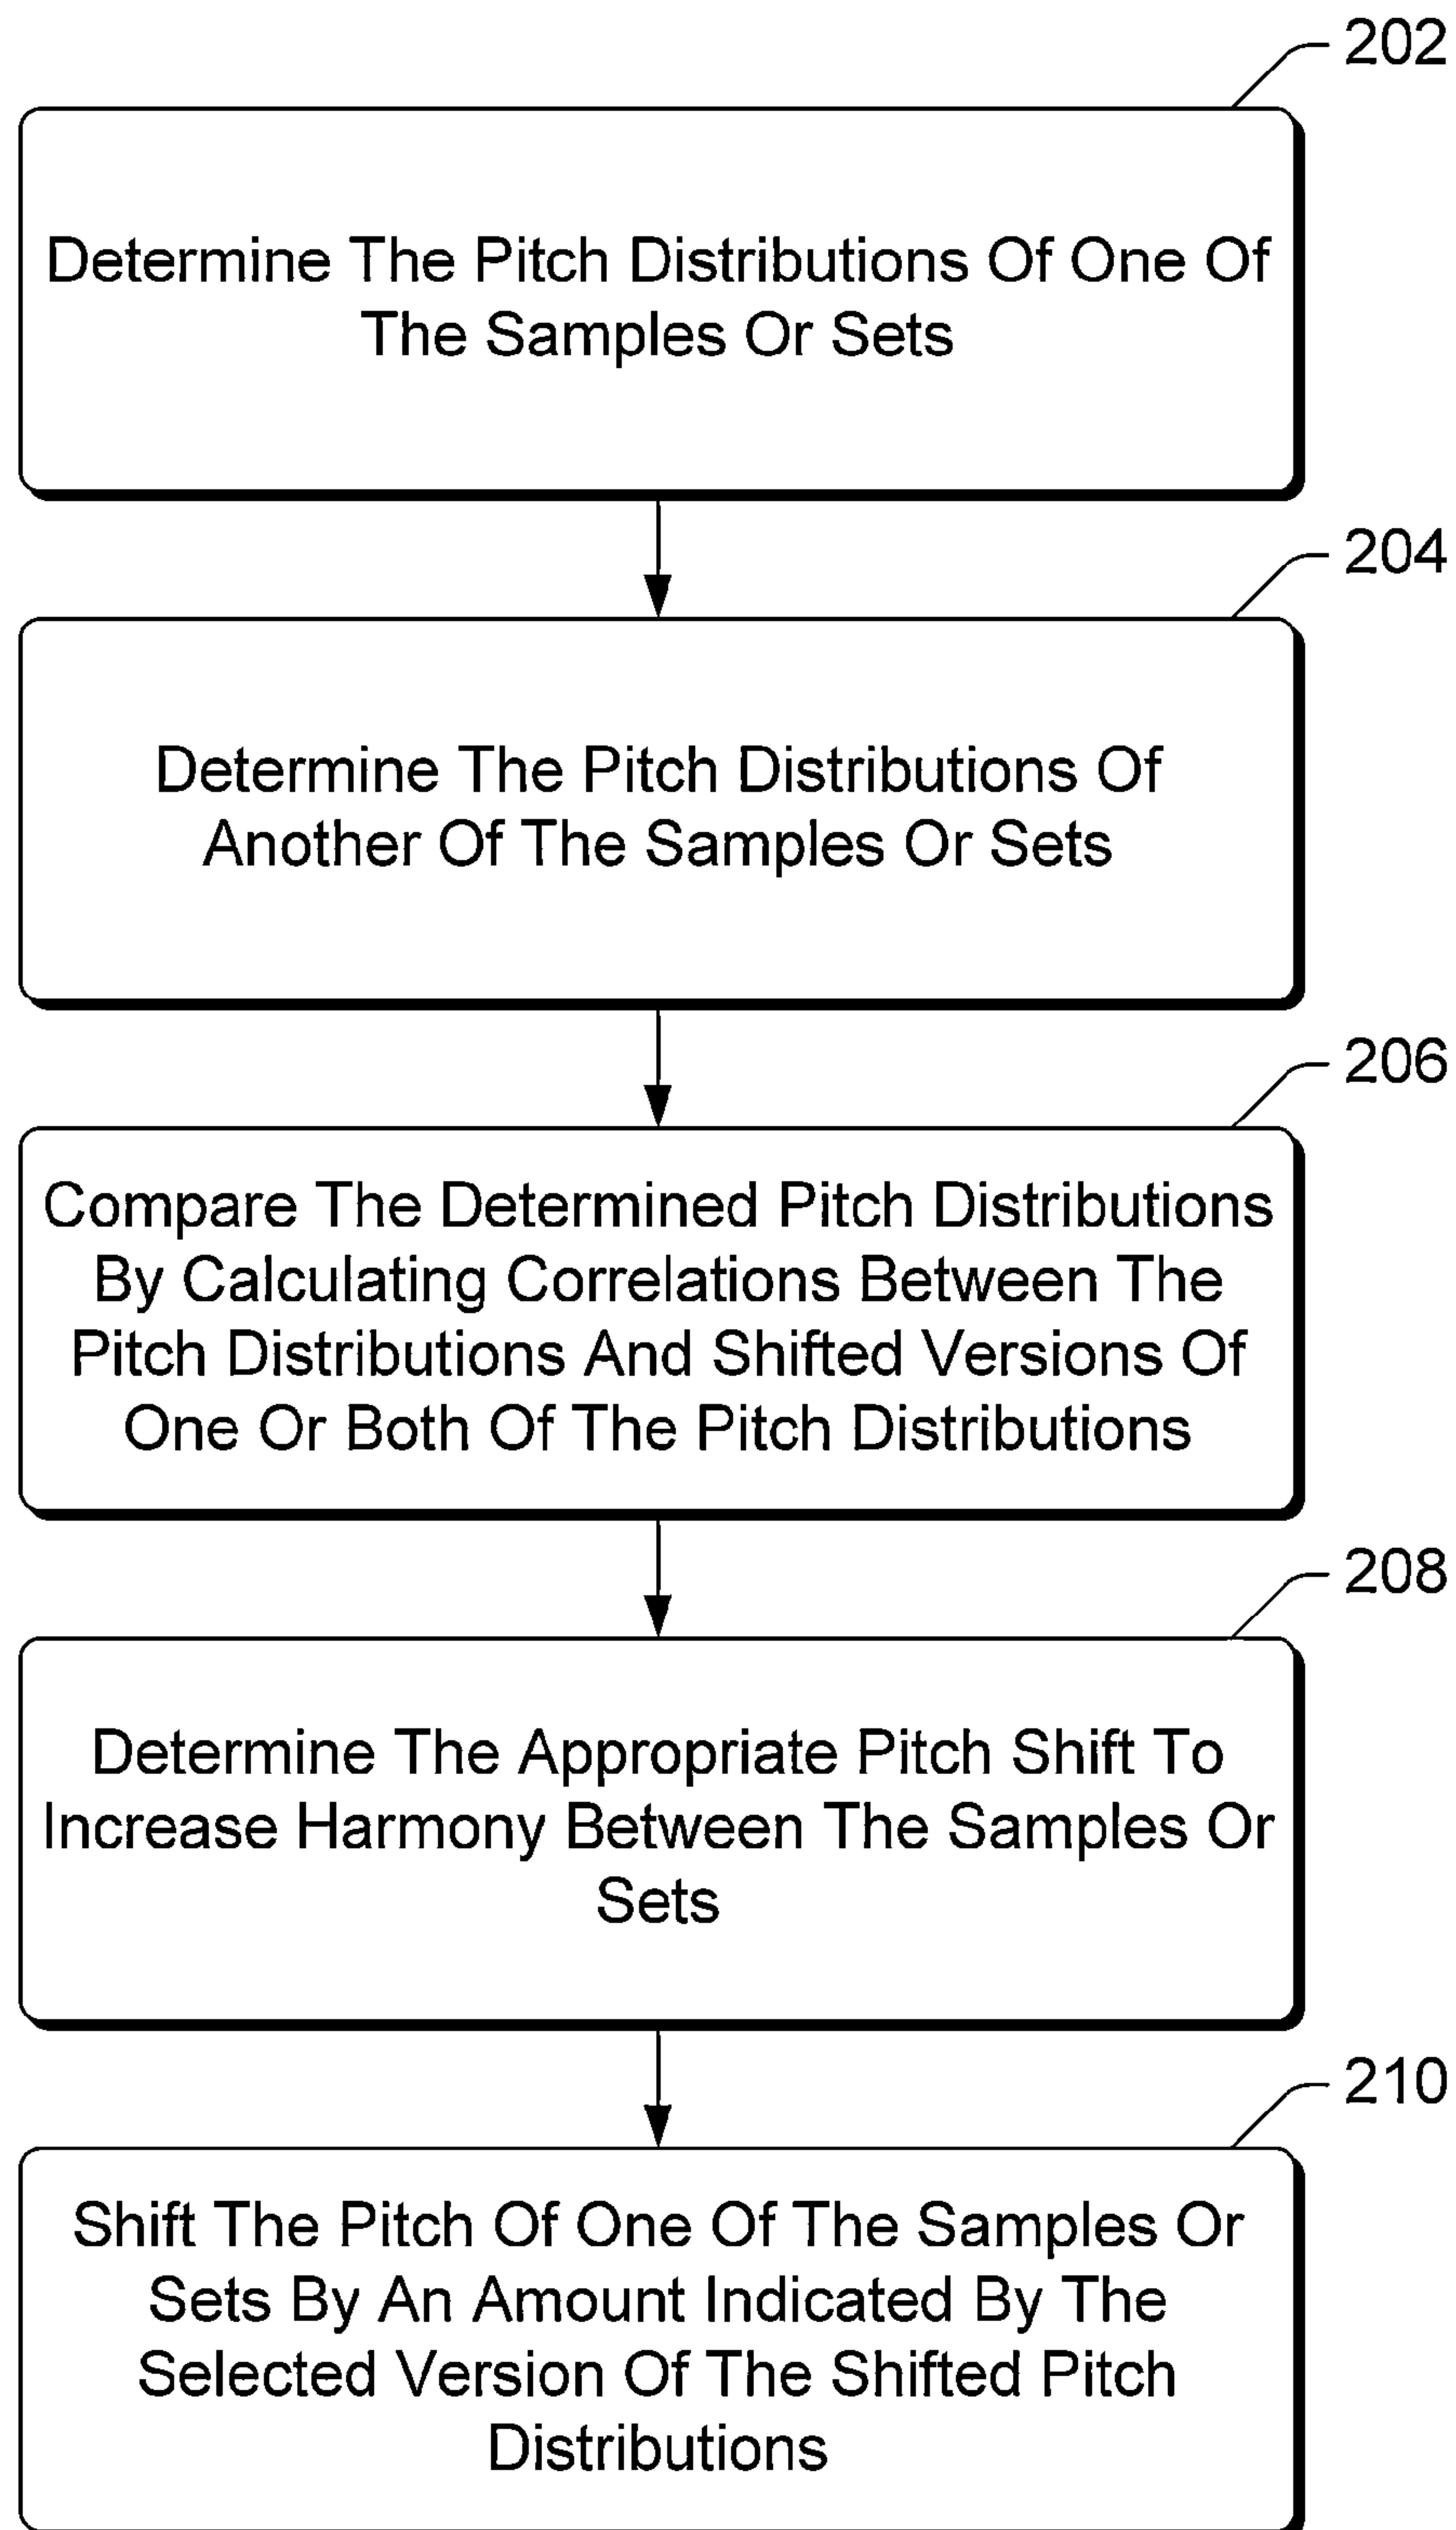 202
Determine The Pitch Distributions Of One Of
The Samples Or Sets
204
Determine The Pitch Distributions Of
Another Of The Samples Or Sets
206
Compare The Determined Pitch Distributions
By Calculating Correlations Between The
Pitch Distributions And Shifted Versions Of
One Or Both Of The Pitch Distributions
208
Determine The Appropriate Pitch Shift To
Increase Harmony Between The Samples Or
Sets
210
Shift The Pitch Of One Of The Samples Or
Sets By An Amount Indicated By The
Selected Version Of The Shifted Pitch
Distributions